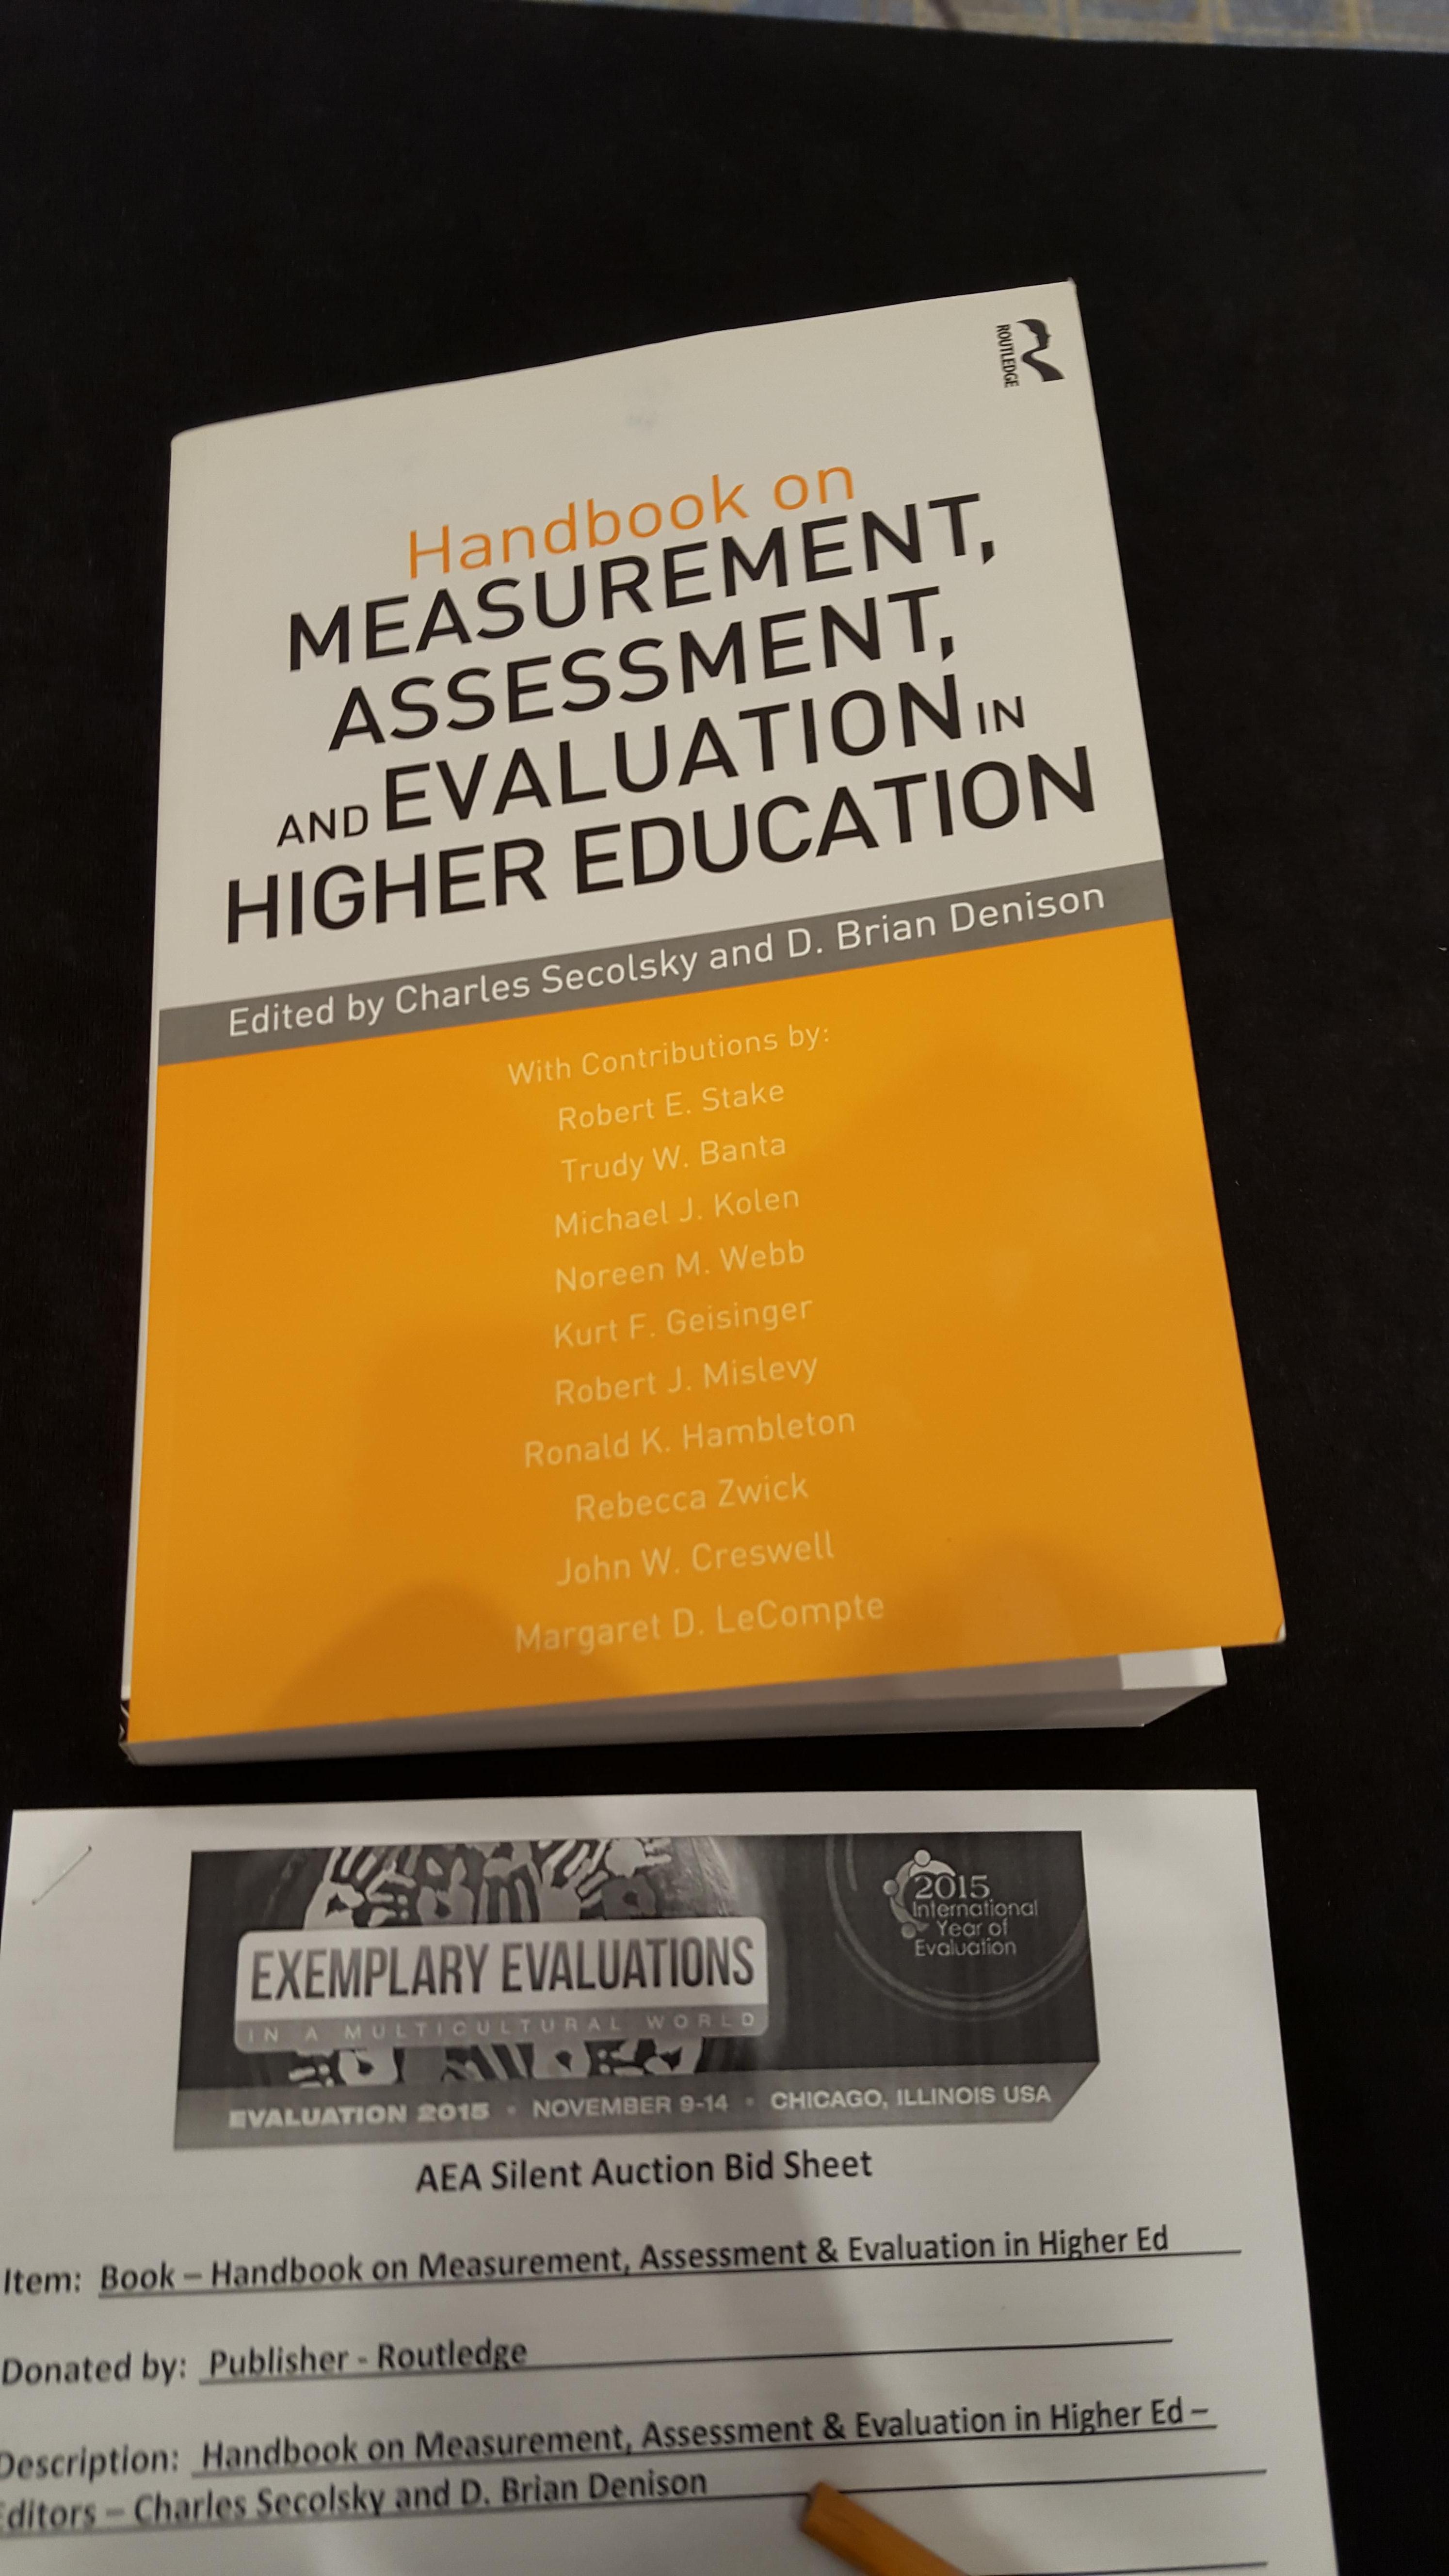 ROUTLEDGE
Handbook on
MEASUREMENT,
ASSESSMENT,
AND EVALUATION IN
HIGHER EDUCATION
Edited by Charles Secolsky and D. Brian Denison
With Contributions by:
Robert E. Stake
Trudy W. Banta
Michael J. Kolen
Noreen M. Webb
Kurt F. Geisinger
Robert J. Mislevy
Ronald K. Hambleton
Rebecca Zwick
John W. Creswell
Margaret D. LeCompte
2015
International
Year of
Evaluation
EXEMPLARY EVALUATIONS
IN A MULTICULTURAL WORLD
EVALUATION 2015 • NOVEMBER 9-14 • CHICAGO, ILLINOIS USA
AEA Silent Auction Bid Sheet
Item: Book – Handbook on Measurement, Assessment & Evaluation in Higher Ed
Donated by: Publisher - Routledge
Description: Handbook on Measurement, Assessment & Evaluation in Higher Ed –
Editors – Charles Secolsky and D. Brian Denison